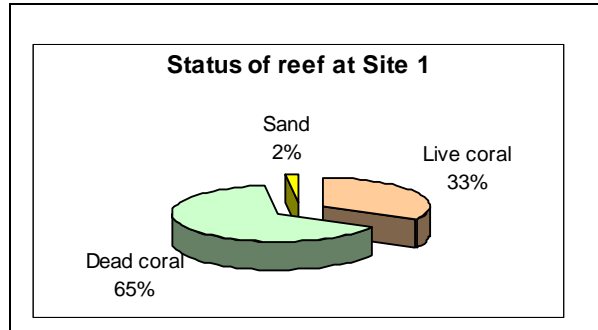 Status of reef at Site 1
Sand
2%
Live coral
33%
Dead coral
65%